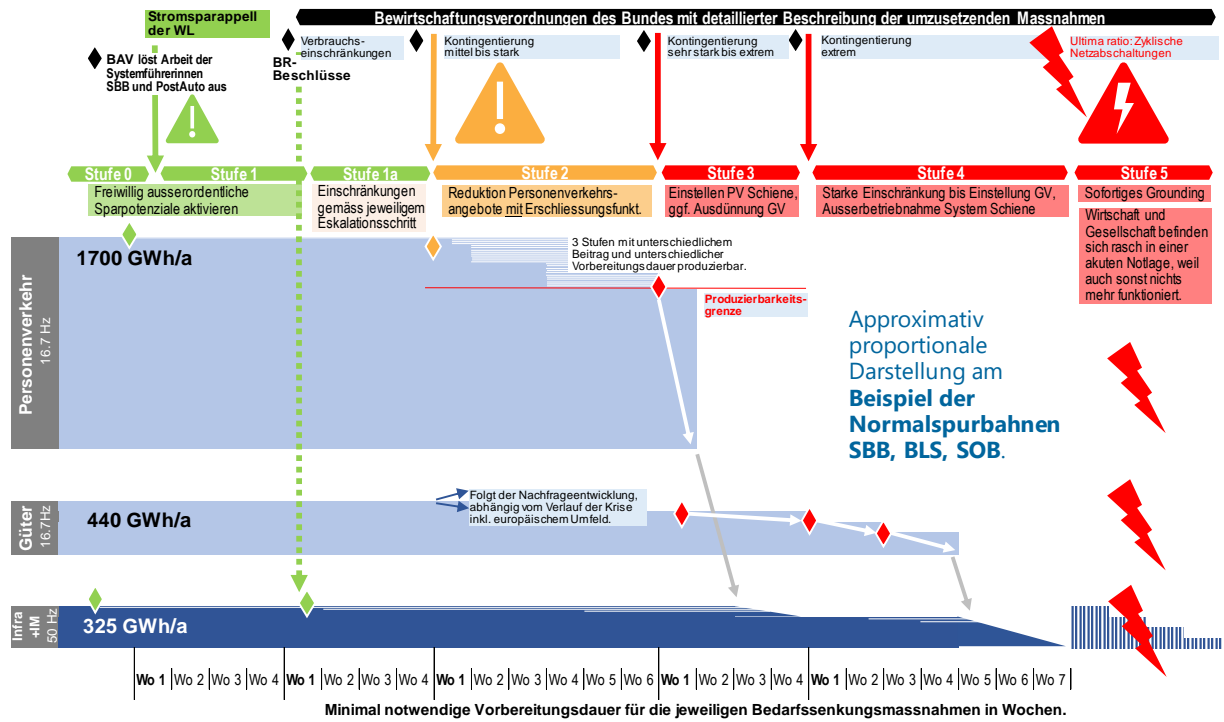 Stromsparappell
der WL
Bewirtschaftungsverordnungen des Bundes mit detaillierter Beschreibung der umzusetzenden Massnahmen
BAV löst Arbeit der
Systemführerinnen
SBB und PostAuto aus
Verbrauchs-
einschränkungen
BR-
Beschlüsse
Kontingentierung
mittel bis stark
Kontingentierung
sehr stark bis extrem
Kontingentierung
extrem
Ultima ratio: Zyklische
Netzabschaltungen
Stufe 0
Stufe 1
Stufe 1a
Stufe 2
Stufe 3
Stufe 4
Stufe 5
Freiwillig ausserordentliche
Sparpotenziale aktivieren
Einschränkungen
gemäss jeweiligem
Eskalationsschritt
Reduktion Personenverkehrs-
angebote mit Erschliessungsfunkt.
Einstellen PV Schiene,
ggf. Ausdünnung GV
Starke Einschränkung bis Einstellung GV,
Ausserbetriebnahme System Schiene
Sofortiges Grounding
Wirtschaft und
Gesellschaft befinden
sich rasch in einer
akuten Notlage, weil
auch sonst nichts
mehr funktioniert.
Personenverkehr
16.7 Hz
1700 GWh/a
3 Stufen mit unterschiedlichem
Beitrag und unterschiedlicher
Vorbereitungsdauer produzierbar.
Produzierbarkeits-
grenze
Approximativ
proportionale
Darstellung am
Beispiel der
Normalspurbahnen
SBB, BLS, SOB.
Güter
16.7Hz
440 GWh/a
Folgt der Nachfrageentwicklung,
abhängig vom Verlauf der Krise
inkl. europäischem Umfeld.
Infra
+IM
50 Hz
325 GWh/a
Wo 1 Wo 2 Wo 3 Wo 4 Wo 1 Wo 2 Wo 3 Wo 4 Wo 1 Wo 2 Wo 3 Wo 4 Wo 5 Wo 6 Wo 1 Wo 2 Wo 3 Wo 4 Wo 1 Wo 2 Wo 3 Wo 4 Wo 5 Wo 6 Wo 7
Minimal notwendige Vorbereitungsdauer für die jeweiligen Bedarfssenkungsmassnahmen in Wochen.